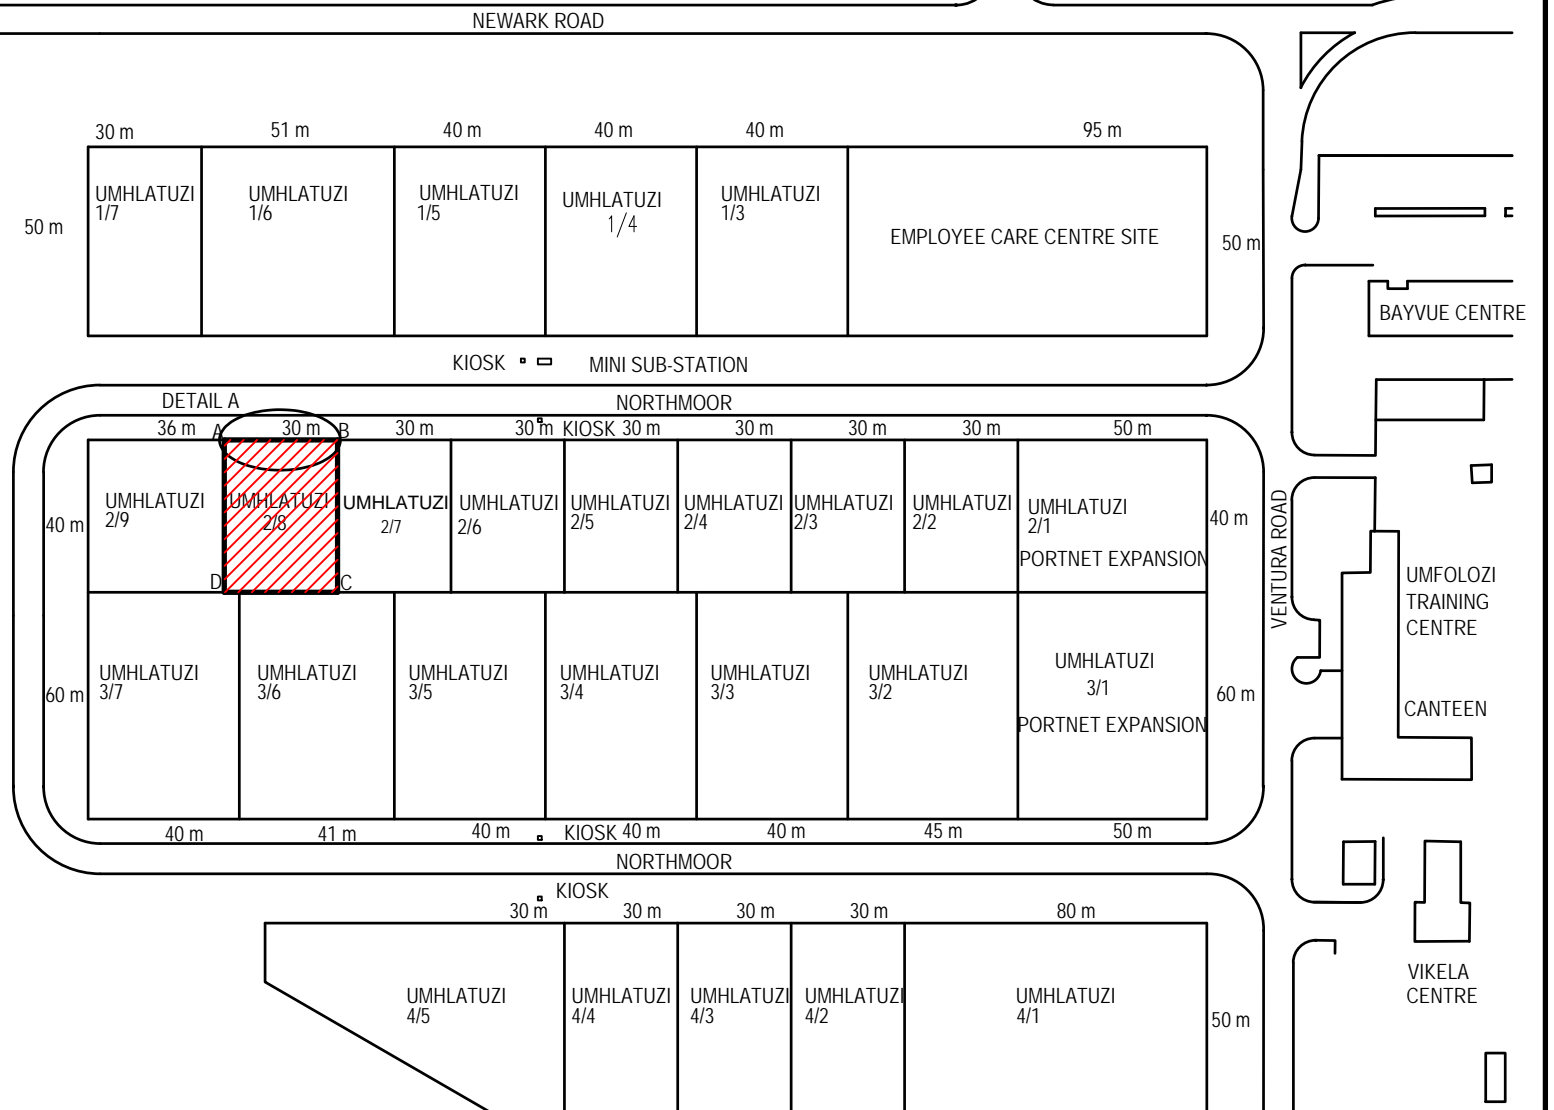 NEWARK ROAD
30 m
51 m
40 m
40 m
40 m
95 m
50 m
UMHLATUZI
1/7
UMHLATUZI
1/6
UMHLATUZI
1/5
UMHLATUZI
1/4
UMHLATUZI
1/3
EMPLOYEE CARE CENTRE SITE
50 m
BAYVUE CENTRE
KIOSK
MINI SUB-STATION
DETAIL A
NORTHMOOR
36 m
A
30 m
B
30 m
30 m
KIOSK
30 m
30 m
30 m
30 m
50 m
40 m
UMHLATUZI
2/9
UMHLATUZI
2/8
UMHLATUZI
2/7
UMHLATUZI
2/6
UMHLATUZI
2/5
UMHLATUZI
2/4
UMHLATUZI
2/3
UMHLATUZI
2/2
UMHLATUZI
2/1
PORTNET EXPANSION
40 m
VENTURA ROAD
D
C
UMFOLOZI
TRAINING
CENTRE
60 m
UMHLATUZI
3/7
UMHLATUZI
3/6
UMHLATUZI
3/5
UMHLATUZI
3/4
UMHLATUZI
3/3
UMHLATUZI
3/2
UMHLATUZI
3/1
PORTNET EXPANSION
60 m
CANTEEN
40 m
41 m
40 m
KIOSK
40 m
40 m
45 m
50 m
NORTHMOOR
KIOSK
30 m
30 m
30 m
30 m
80 m
UMHLATUZI
4/5
UMHLATUZI
4/4
UMHLATUZI
4/3
UMHLATUZI
4/2
UMHLATUZI
4/1
50 m
VIKELA
CENTRE